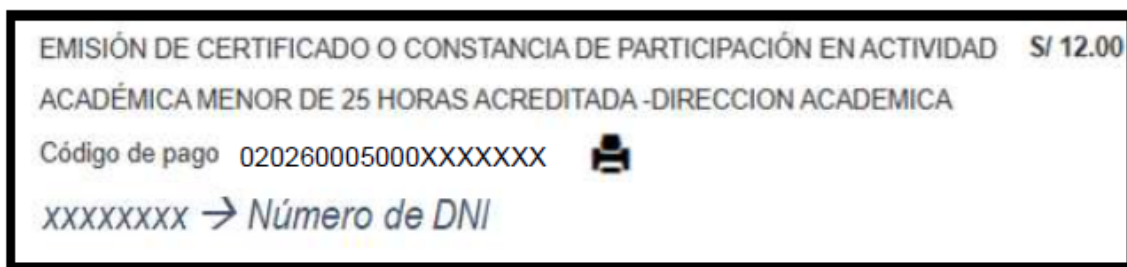 EMISIÓN DE CERTIFICADO O CONSTANCIA DE PARTICIPACIÓN EN ACTIVIDAD S/ 12.00
ACADÉMICA MENOR DE 25 HORAS ACREDITADA -DIRECCION ACADEMICA
Código de pago 020260005000XXXXXXX
xxxxxxxx → Número de DNI